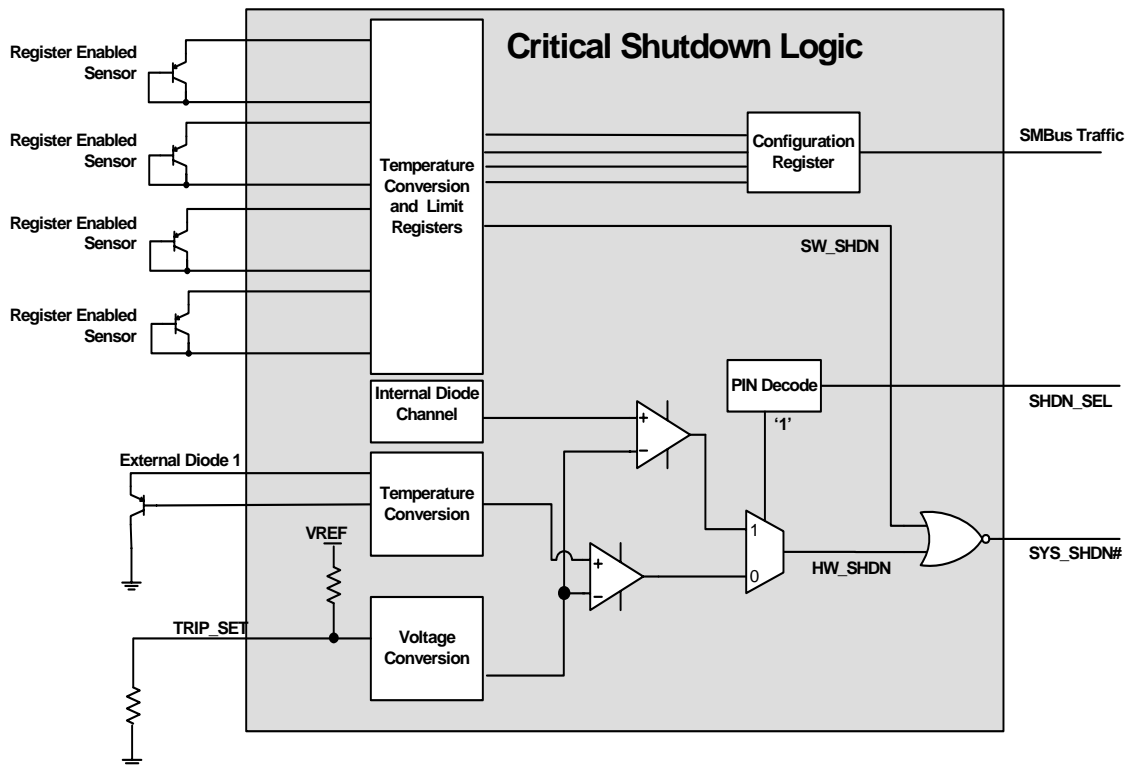 Critical Shutdown Logic
Register Enabled
Sensor
Register Enabled
Sensor
Register Enabled
Sensor
Register Enabled
Sensor
Temperature
Conversion
and Limit
Registers
Configuration
Register
SMBus Traffic
SW_SHDN
Internal Diode
Channel
+
−
PIN Decode
'1'
SHDN_SEL
External Diode 1
Temperature
Conversion
VREF
+
−
1
0
HW_SHDN
SYS_SHDN#
TRIP_SET
Voltage
Conversion